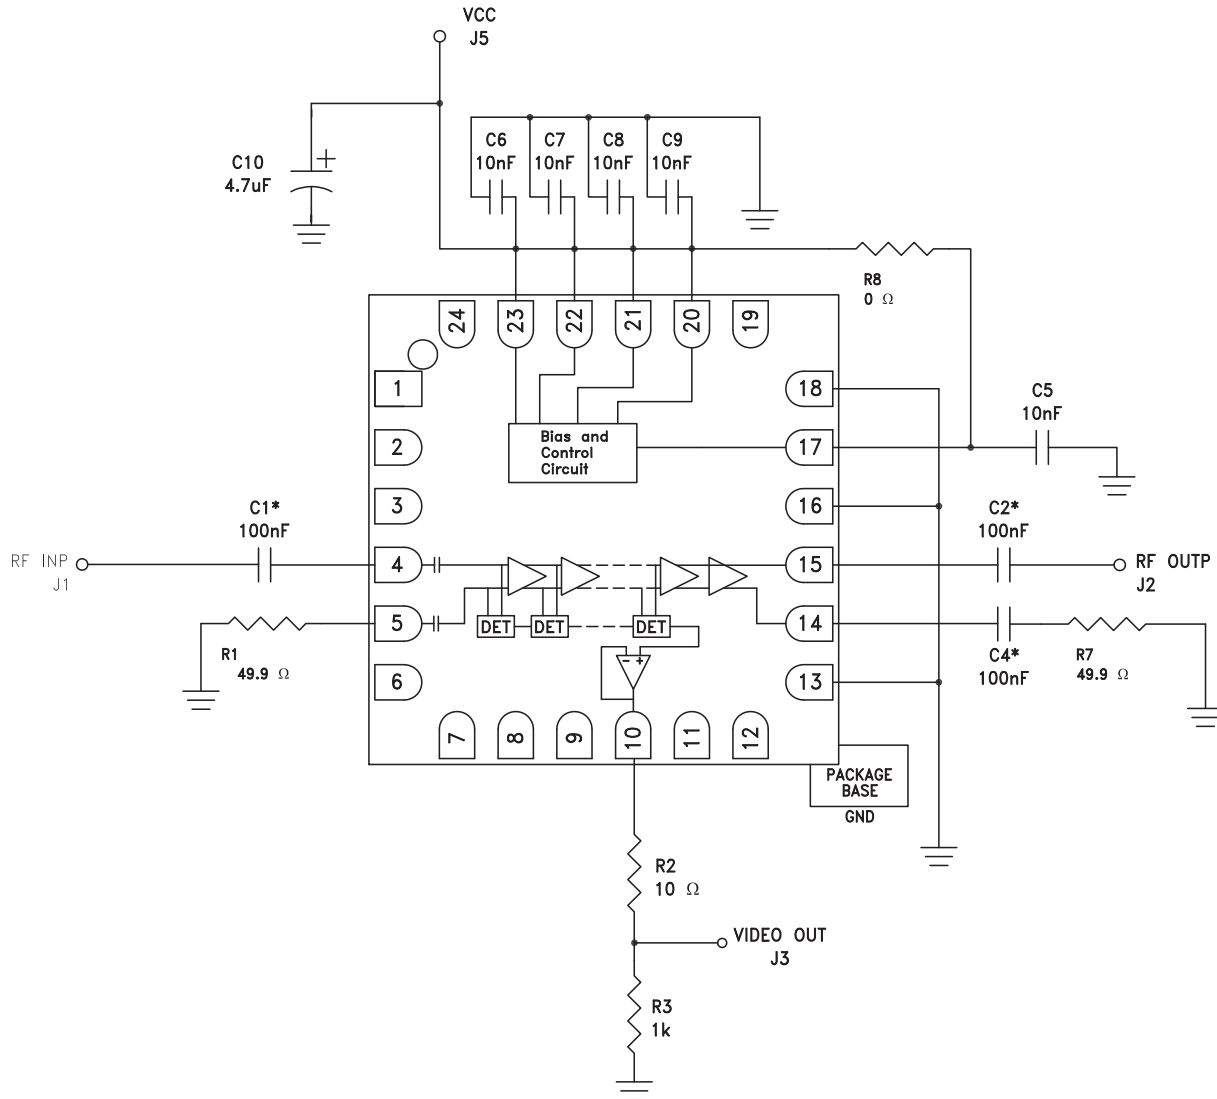 VCC
J5
C10
4.7uF
+
C6
10nF
C7
10nF
C8
10nF
C9
10nF
R8
0 Ω
24
23
22
21
20
19
1
2
3
4
5
6
18
17
16
15
14
13
Bias and
Control
Circuit
C5
10nF
C1*
100nF
RF INP
J1
R1
49.9 Ω
C2*
100nF
RF OUTP
J2
C4*
100nF
R7
49.9 Ω
DET
DET
DET
- +
7
8
9
10
11
12
PACKAGE
BASE
GND
R2
10 Ω
VIDEO OUT
J3
R3
1k